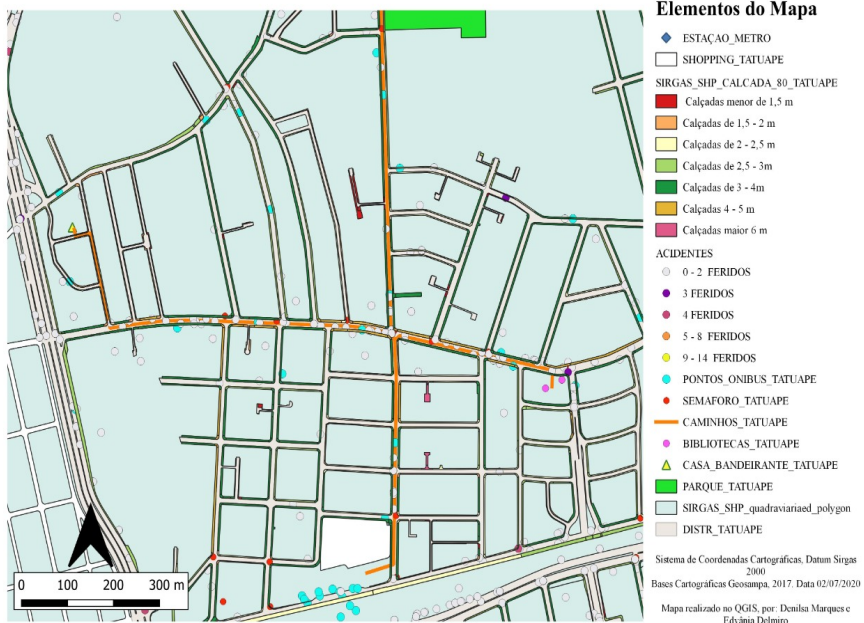 Elementos do Mapa
ESTAÇAO_METRO
SHOPPING_TATUAPE
SIRGAS_SHP_CALCADA_80_TATUAPE
Calçadas menor de 1,5 m
Calçadas de 1,5 - 2 m
Calçadas de 2 - 2,5 m
Calçadas de 2,5 - 3m
Calçadas de 3 - 4m
Calçadas 4 - 5 m
Calçadas maior 6 m
ACIDENTES
0 - 2 FERIDOS
3 FERIDOS
4 FERIDOS
5 - 8 FERIDOS
9 - 14 FERIDOS
PONTOS_ONIBUS_TATUAPE
SEMAFORO_TATUAPE
CAMINHOS_TATUAPE
BIBLIOTECAS_TATUAPE
CASA_BANDEIRANTE_TATUAPE
PARQUE_TATUAPE
SIRGAS_SHP_quadraviariaed_polygon
DISTR_TATUAPE
Sistema de Coordenadas Cartográficas, Datum Sirgas
2000
Bases Cartográficas Geosampa, 2017. Data 02/07/2020
Mapa realizado no QGIS, por: Denilsa Marques e
Edvânia Delmiro
0 100 200 300 m